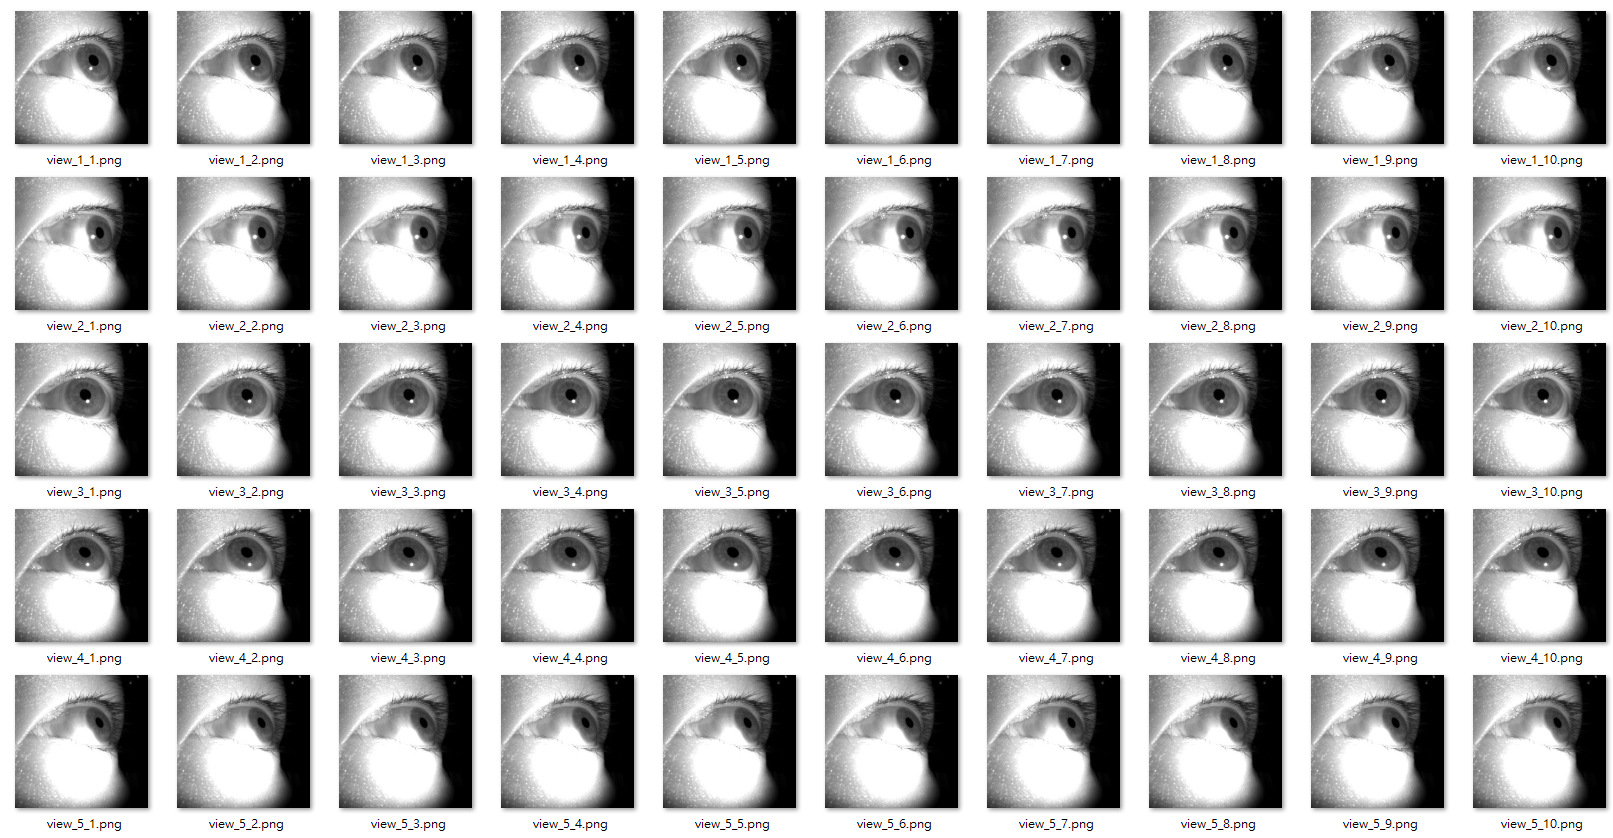 view_1_1.png view_1_2.png view_1_3.png view_1_4.png view_1_5.png view_1_6.png view_1_7.png view_1_8.png view_1_9.png view_1_10.png
view_2_1.png view_2_2.png view_2_3.png view_2_4.png view_2_5.png view_2_6.png view_2_7.png view_2_8.png view_2_9.png view_2_10.png
view_3_1.png view_3_2.png view_3_3.png view_3_4.png view_3_5.png view_3_6.png view_3_7.png view_3_8.png view_3_9.png view_3_10.png
view_4_1.png view_4_2.png view_4_3.png view_4_4.png view_4_5.png view_4_6.png view_4_7.png view_4_8.png view_4_9.png view_4_10.png
view_5_1.png view_5_2.png view_5_3.png view_5_4.png view_5_5.png view_5_6.png view_5_7.png view_5_8.png view_5_9.png view_5_10.png